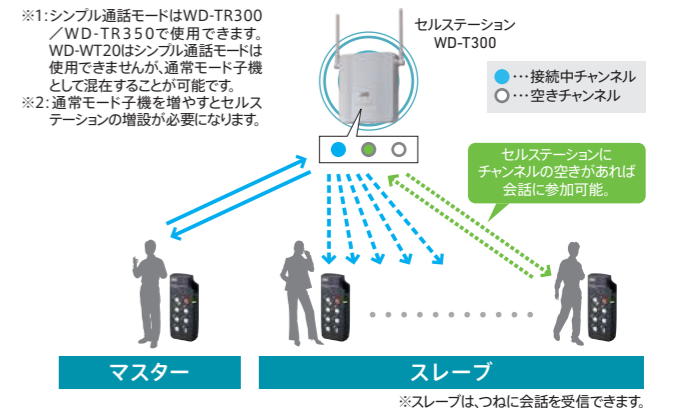 ※1:シンプル通話モードはWD-TR300
／WD-TR350で使用できます。
WD-WT20はシンプル通話モードは
使用できませんが、通常モード子機
として混在することが可能です。
※2:通常モード子機を増やすとセルス
テーションの増設が必要になります。
セルステーション
WD-T300
…接続中チャンネル
…空きチャンネル
セルステーションに
チャンネルの空きがあれば
会話に参加可能。
マスター
スレーブ
※スレーブは、つねに会話を受信できます。